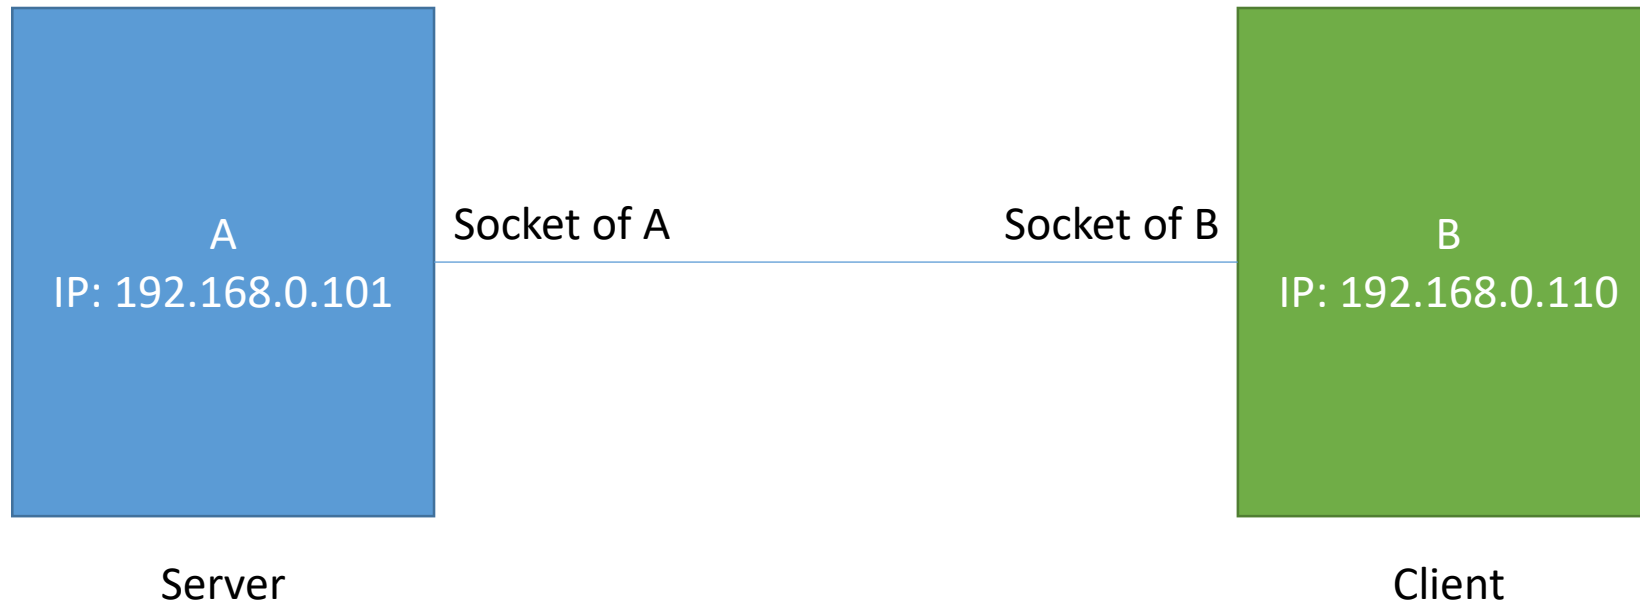 A
IP: 192.168.0.101
Socket of A
Socket of B
B
IP: 192.168.0.110
Server
Client